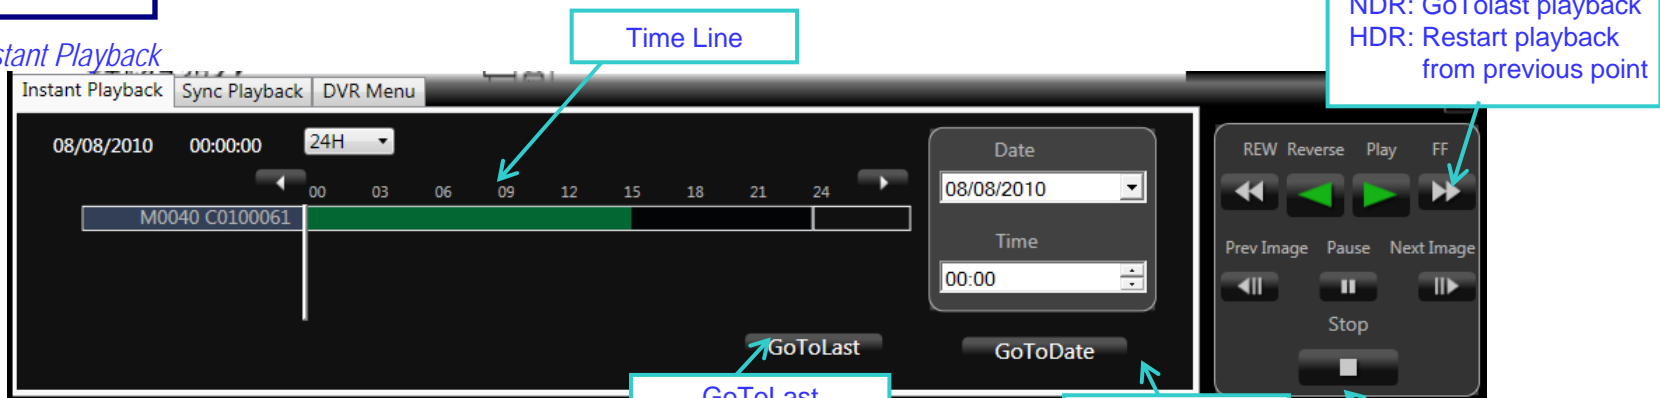 NDR: GoTolast playback
HDR: Restart playback
from previous point
Time Line
stant Playback
Instant Playback Sync Playback DVR Menu
08/08/2010 00:00:00 24H
00 03 06 09 12 15 18 21 24
M0040 C0100061
Date
08/08/2010
Time
00:00
GoToLast
GoToDate
GoToLast
REW Reverse Play FF
Prev Image Pause Next Image
Stop